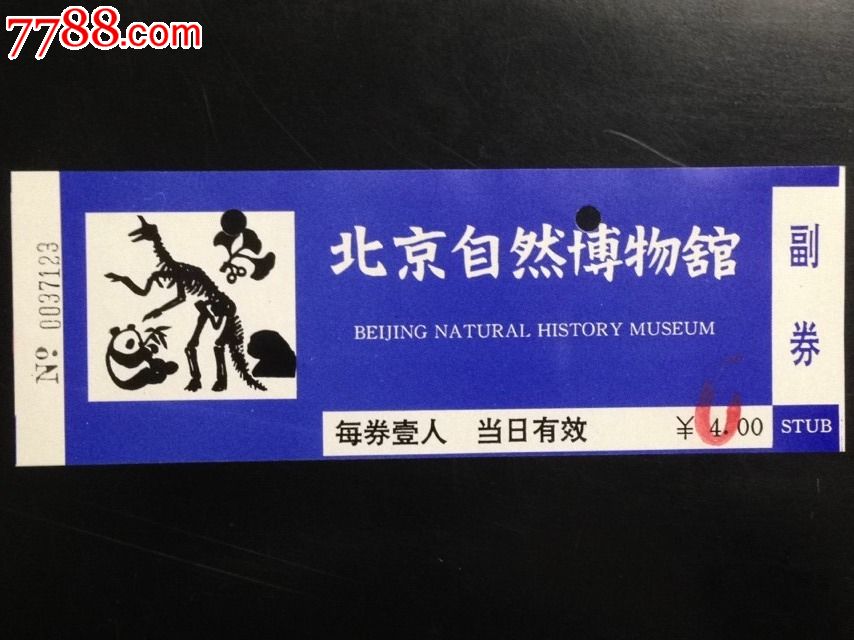 7788.com
No 0037123
北京自然博物舘
BEIJING NATURAL HISTORY MUSEUM
每券壹人 当日有效
¥ 4.00
副券
STUB